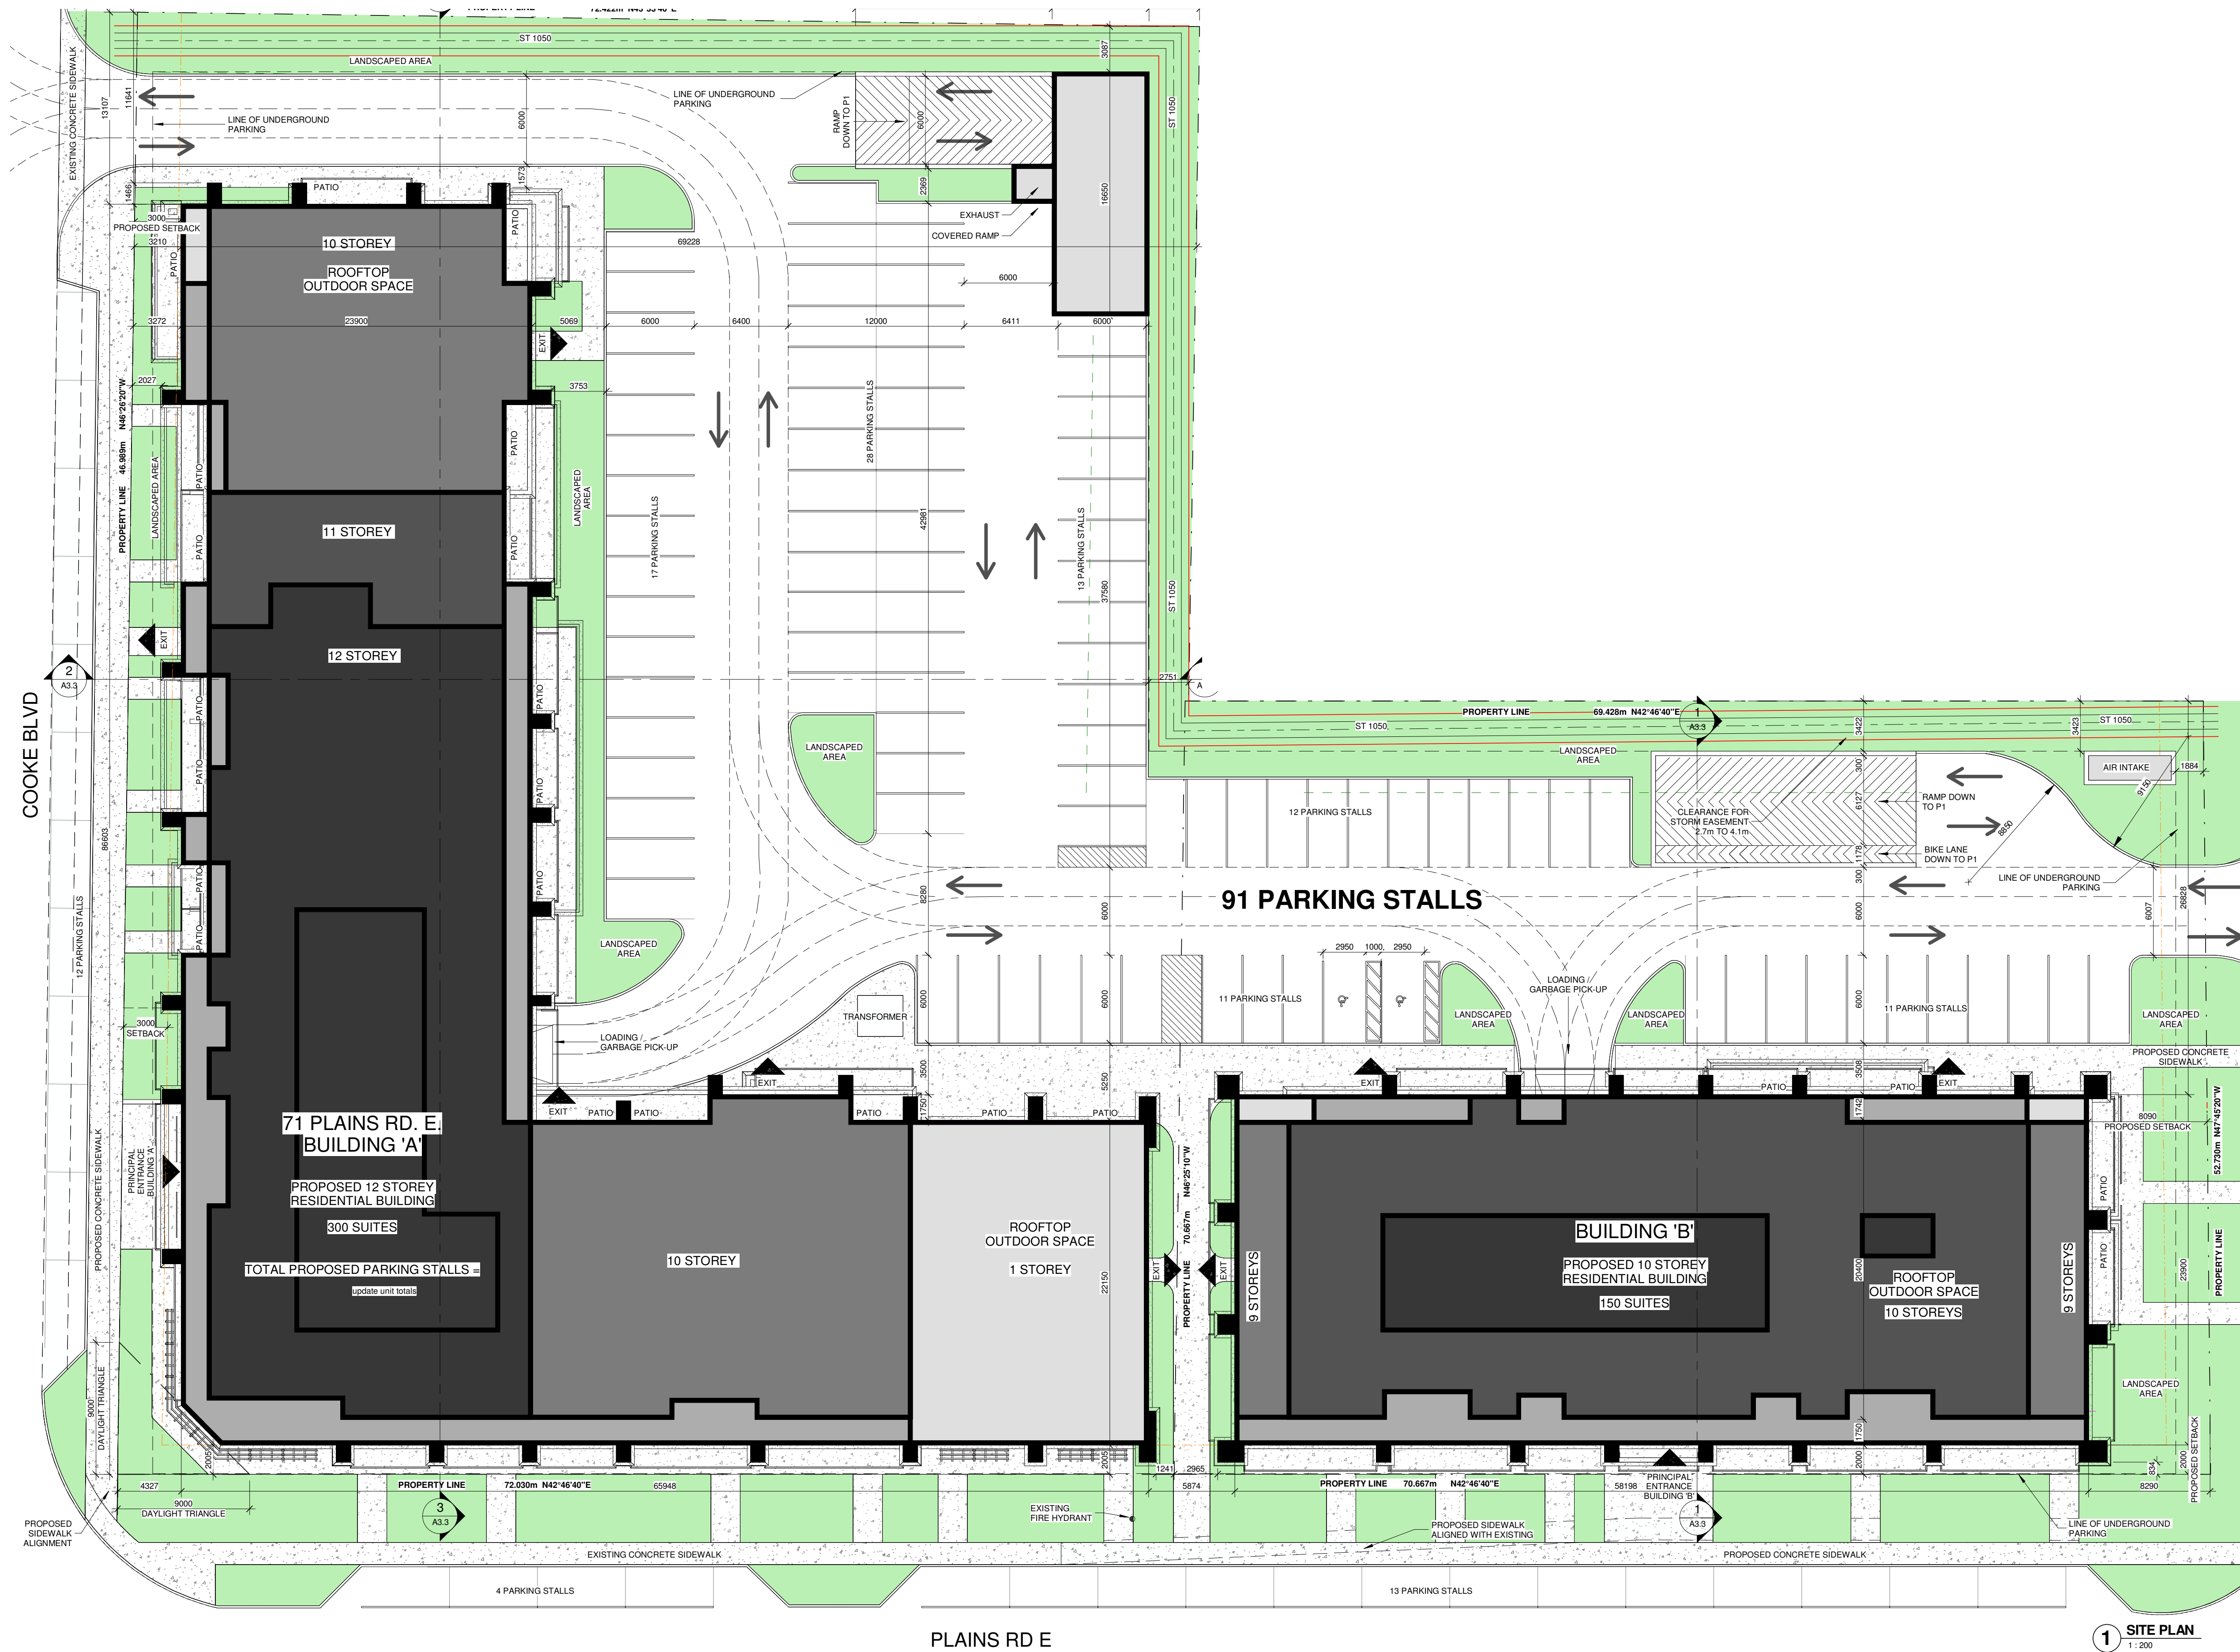 72.422m N43°33'40"E
ST 1050
LANDSCAPED AREA
3087
EXISTING CONCRETE SIDEWALK
13107
11641
LINE OF UNDERGROUND
PARKING
LINE OF UNDERGROUND
PARKING
6000
RAMP
DOWN TO P1
6000
ST 1050
1466
1573
2369
16650
PATIO
EXHAUST
COVERED RAMP
3000
PROPOSED SETBACK
3210
PATIO
PATIO
10 STOREY
ROOFTOP
OUTDOOR SPACE
69228
6000
3272
23900
5069
6000
6400
12000
6411
6000
EXIT
2027
3753
PROPERTY LINE 46.989m N46°26'20"W
LANDSCAPED AREA
PATIO
PATIO
LANDSCAPED
AREA
17 PARKING STALLS
28 PARKING STALLS
42981
13 PARKING STALLS
37580
ST 1050
11 STOREY
PATIO
PATIO
EXIT
12 STOREY
2
A3.3
COOKE BLVD
PATIO
PATIO
PATIO
PATIO
PATIO
PATIO
PATIO
2751
A
PROPERTY LINE 69.428m N42°46'40"E
1
A3.3
ST 1050
3422
3423
ST 1050
LANDSCAPED
AREA
LANDSCAPED
AREA
AIR INTAKE
1884
9150
300
6127
RAMP DOWN
TO P1
12 PARKING STALLS
CLEARANCE FOR
STORM EASEMENT
2.7m TO 4.1m
8850
1178
BIKE LANE
DOWN TO P1
300
LINE OF UNDERGROUND
PARKING
86603
12 PARKING STALLS
8280
6000
91 PARKING STALLS
6000
6007
26828
LANDSCAPED
AREA
2950
1000
2950
LOADING /
GARBAGE PICK-UP
6000
6000
11 PARKING STALLS
6000
11 PARKING STALLS
TRANSFORMER
LANDSCAPED
AREA
LANDSCAPED
AREA
LANDSCAPED
AREA
3000
SETBACK
LOADING /
GARBAGE PICK-UP
3500
5250
3508
PROPOSED CONCRETE
SIDEWALK
EXIT
EXIT
PATIO
PATIO
PATIO
1750
PATIO
PATIO
EXIT
PATIO
PATIO
EXIT
1742
8090
PROPOSED SETBACK
52.730m N47°45'20"W
PROPERTY LINE
PROPOSED CONCRETE SIDEWALK
PRINCIPAL
ENTRANCE
BUILDING 'A'
71 PLAINS RD. E.
BUILDING 'A'
PROPOSED 12 STOREY
RESIDENTIAL BUILDING
300 SUITES
TOTAL PROPOSED PARKING STALLS =
update unit totals
10 STOREY
ROOFTOP
OUTDOOR SPACE
1 STOREY
22150
EXIT
PROPERTY LINE 70.667m N46°25'10"W
EXIT
9 STOREYS
BUILDING 'B'
PROPOSED 10 STOREY
RESIDENTIAL BUILDING
150 SUITES
20400
ROOFTOP
OUTDOOR SPACE
10 STOREYS
9 STOREYS
PATIO
PATIO
23900
LANDSCAPED
AREA
9000
DAYLIGHT TRIANGLE
2005
2005
1750
2000
2000
834
PROPOSED SETBACK
4327
9000
DAYLIGHT TRIANGLE
PROPERTY LINE 72.030m N42°46'40"E
65948
1241
2965
5874
PROPERTY LINE 70.667m N42°46'40"E
58198
PRINCIPAL
ENTRANCE
BUILDING 'B'
8290
3
A3.3
1
A3.3
PROPOSED
SIDEWALK
ALIGNMENT
EXISTING
FIRE HYDRANT
PROPOSED SIDEWALK
ALIGNED WITH EXISTING
LINE OF UNDERGROUND
PARKING
EXISTING CONCRETE SIDEWALK
PROPOSED CONCRETE SIDEWALK
4 PARKING STALLS
13 PARKING STALLS
PLAINS RD E
1
SITE PLAN
1 : 200